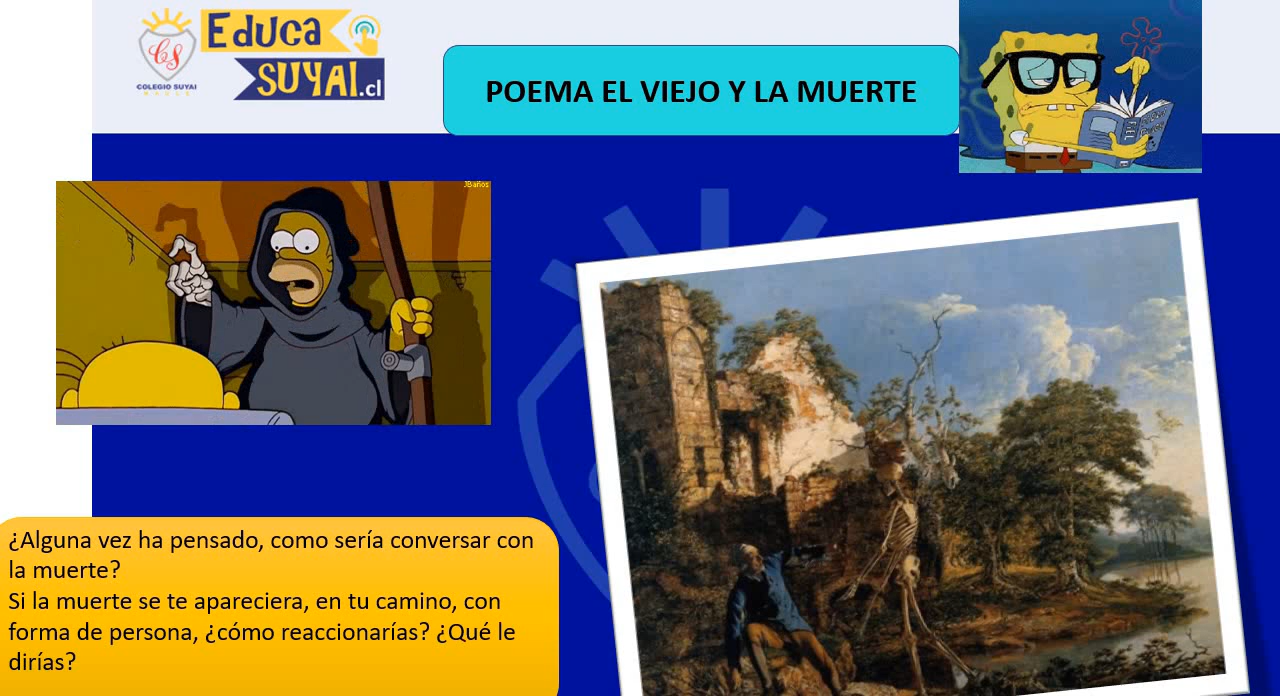 Educa
SUYAI.cl
CS
COLEGIO SUYAI
POEMA EL VIEJO Y LA MUERTE
JBaños
¿Alguna vez ha pensado, como sería conversar con
la muerte?
Si la muerte se te apareciera, en tu camino, con
forma de persona, ¿cómo reaccionarías? ¿Qué le
dirías?